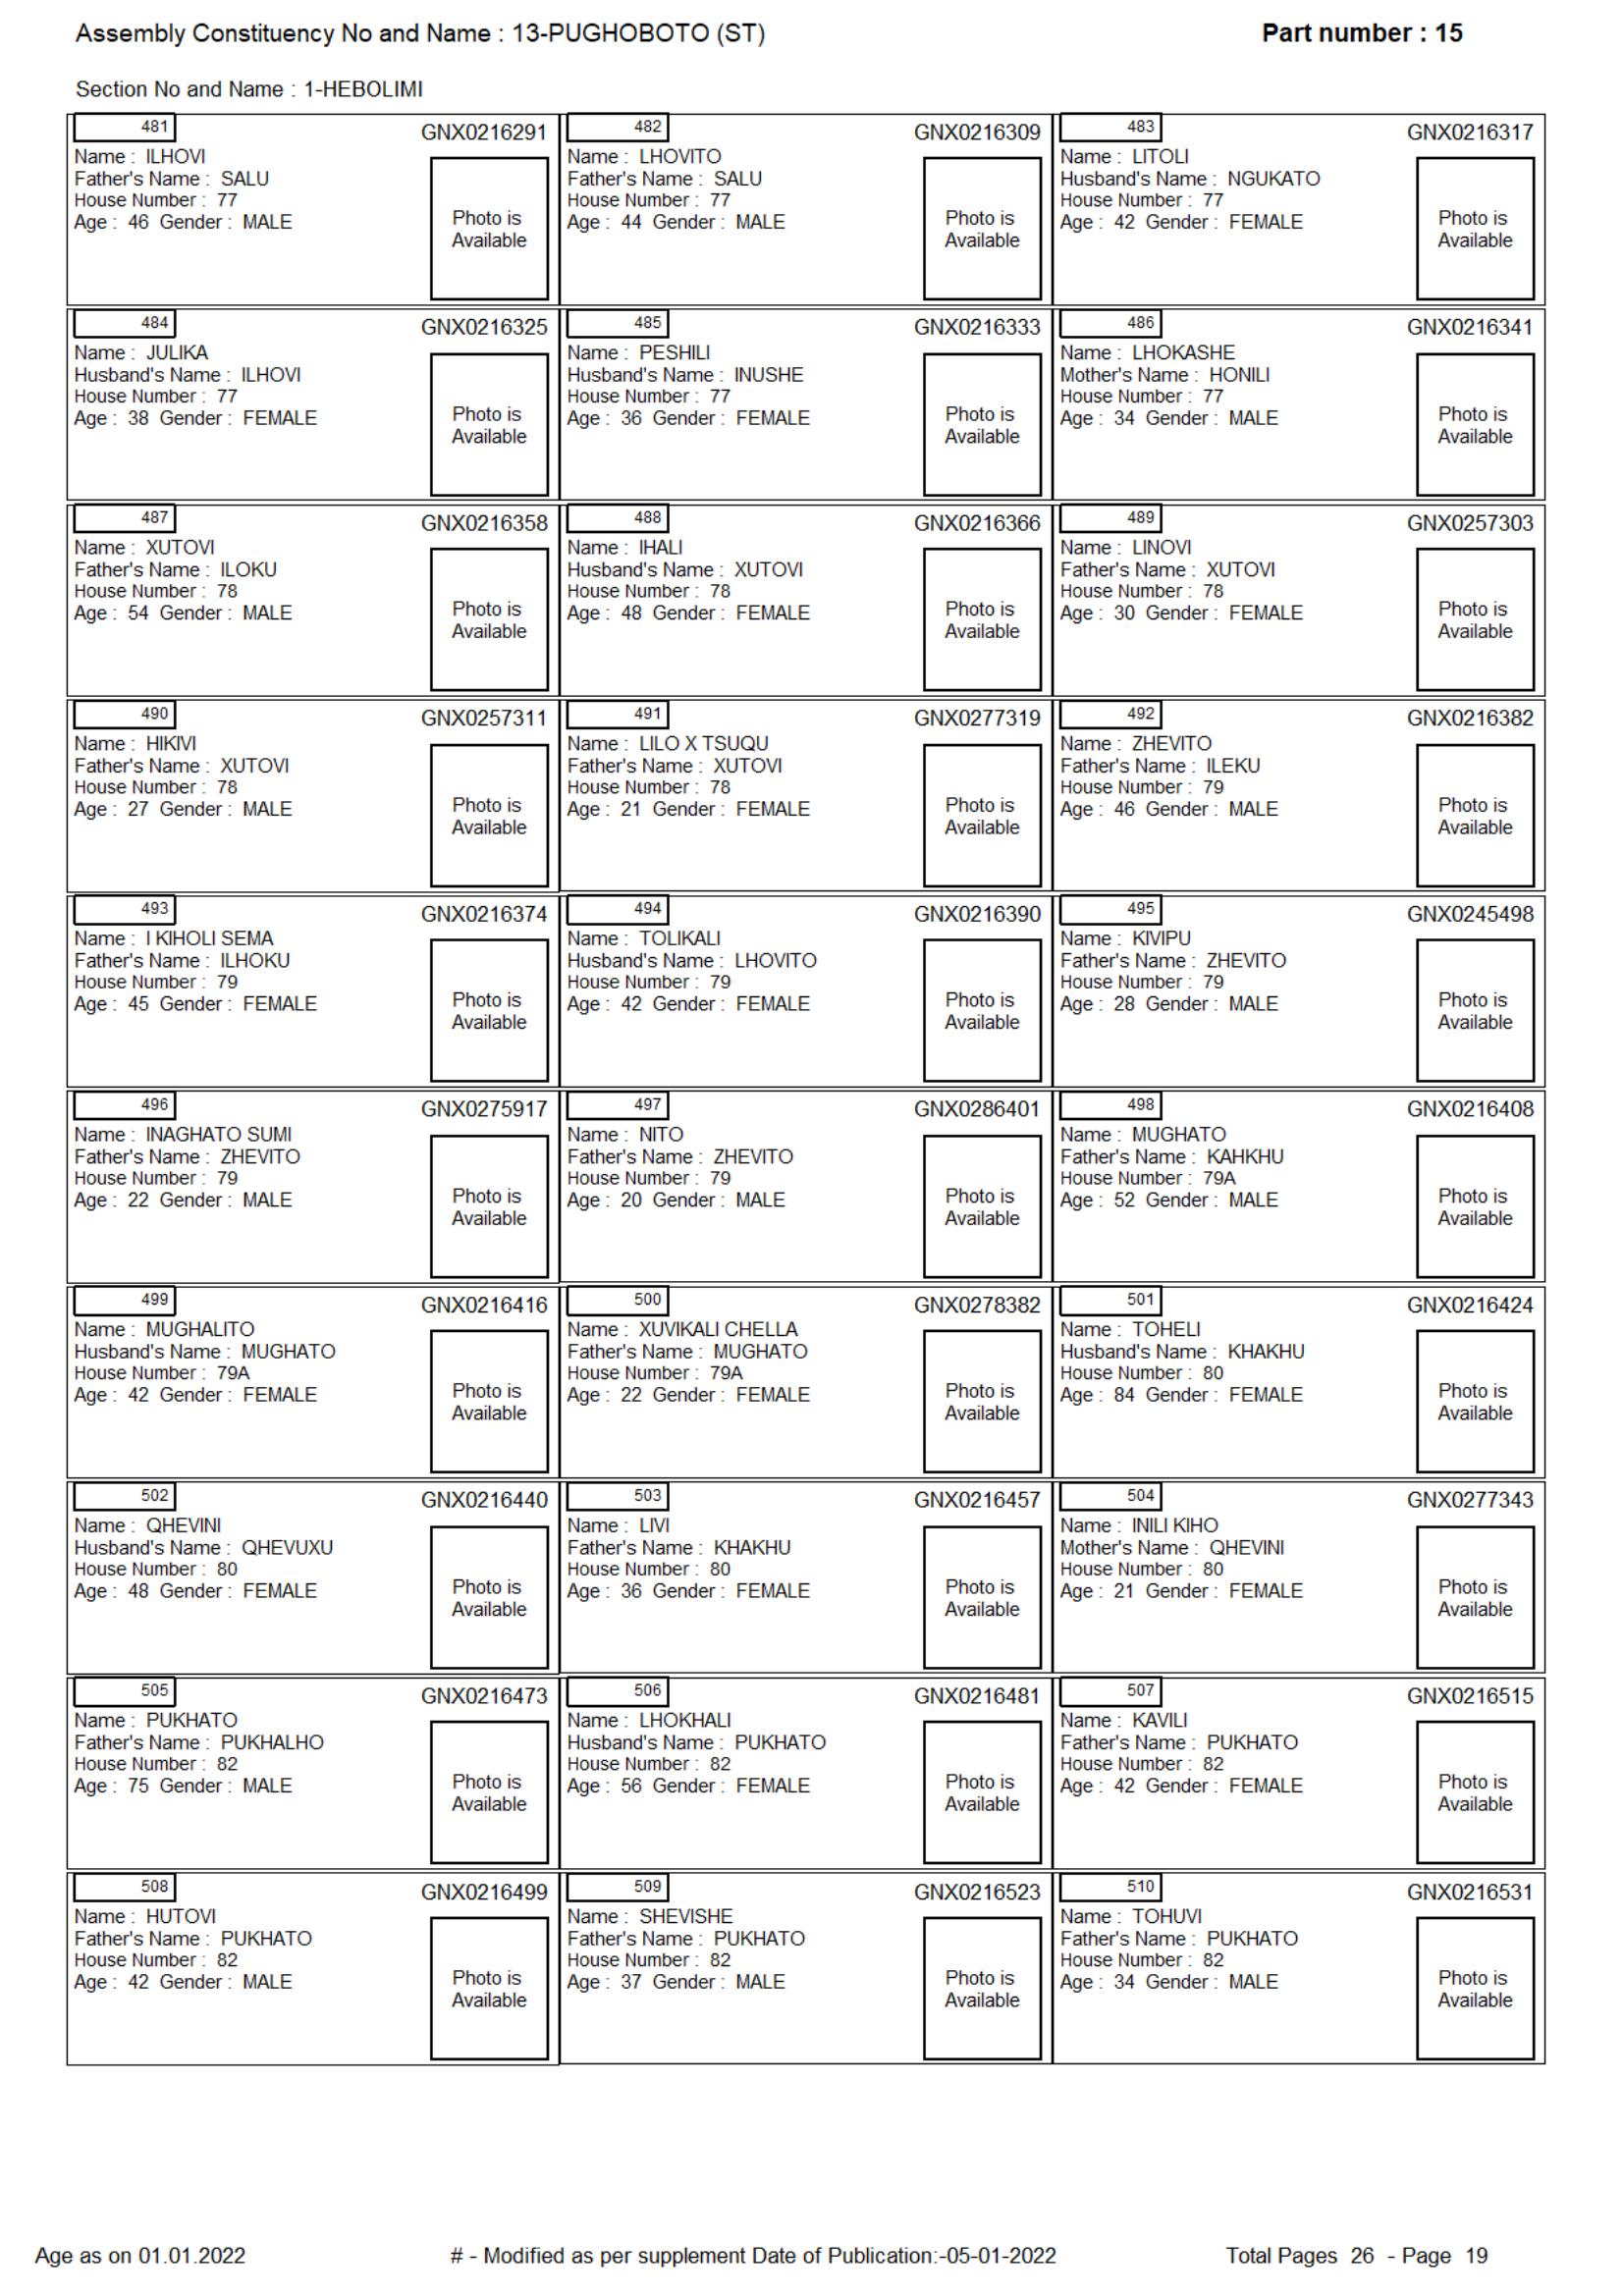 Assembly Constituency No and Name : 13-PUGHOBOTO (ST)
Part number : 15
Section No and Name : 1-HEBOLIMI
481
GNX0216291
Name : ILHOVI
Father's Name : SALU
House Number : 77
Age : 46 Gender : MALE
Photo is
Available
482
GNX0216309
Name : LHOVITO
Father's Name : SALU
House Number : 77
Age : 44 Gender : MALE
Photo is
Available
483
GNX0216317
Name : LITOLI
Husband's Name : NGUKATO
House Number : 77
Age : 42 Gender : FEMALE
Photo is
Available
484
GNX0216325
Name : JULIKA
Husband's Name : ILHOVI
House Number : 77
Age : 38 Gender : FEMALE
Photo is
Available
485
GNX0216333
Name : PESHILI
Husband's Name : INUSHE
House Number : 77
Age : 36 Gender : FEMALE
Photo is
Available
486
GNX0216341
Name : LHOKASHE
Mother's Name : HONILI
House Number : 77
Age : 34 Gender : MALE
Photo is
Available
487
GNX0216358
Name : XUTOVI
Father's Name : ILOKU
House Number : 78
Age : 54 Gender : MALE
Photo is
Available
488
GNX0216366
Name : IHALI
Husband's Name : XUTOVI
House Number : 78
Age : 48 Gender : FEMALE
Photo is
Available
489
GNX0257303
Name : LINOVI
Father's Name : XUTOVI
House Number : 78
Age : 30 Gender : FEMALE
Photo is
Available
490
GNX0257311
Name : HIKIVI
Father's Name : XUTOVI
House Number : 78
Age : 27 Gender : MALE
Photo is
Available
491
GNX0277319
Name : LILO X TSUQU
Father's Name : XUTOVI
House Number : 78
Age : 21 Gender : FEMALE
Photo is
Available
492
GNX0216382
Name : ZHEVITO
Father's Name : ILEKU
House Number : 79
Age : 46 Gender : MALE
Photo is
Available
493
GNX0216374
Name : I KIHOLI SEMA
Father's Name : ILHOKU
House Number : 79
Age : 45 Gender : FEMALE
Photo is
Available
494
GNX0216390
Name : TOLIKALI
Husband's Name : LHOVITO
House Number : 79
Age : 42 Gender : FEMALE
Photo is
Available
495
GNX0245498
Name : KIVIPU
Father's Name : ZHEVITO
House Number : 79
Age : 28 Gender : MALE
Photo is
Available
496
GNX0275917
Name : INAGHATO SUMI
Father's Name : ZHEVITO
House Number : 79
Age : 22 Gender : MALE
Photo is
Available
497
GNX0286401
Name : NITO
Father's Name : ZHEVITO
House Number : 79
Age : 20 Gender : MALE
Photo is
Available
498
GNX0216408
Name : MUGHATO
Father's Name : KAHKHU
House Number : 79A
Age : 52 Gender : MALE
Photo is
Available
499
GNX0216416
Name : MUGHALITO
Husband's Name : MUGHATO
House Number : 79A
Age : 42 Gender : FEMALE
Photo is
Available
500
GNX0278382
Name : XUVIKALI CHELLA
Father's Name : MUGHATO
House Number : 79A
Age : 22 Gender : FEMALE
Photo is
Available
501
GNX0216424
Name : TOHELI
Husband's Name : KHAKHU
House Number : 80
Age : 84 Gender : FEMALE
Photo is
Available
502
GNX0216440
Name : QHEVINI
Husband's Name : QHEVUXU
House Number : 80
Age : 48 Gender : FEMALE
Photo is
Available
503
GNX0216457
Name : LIVI
Father's Name : KHAKHU
House Number : 80
Age : 36 Gender : FEMALE
Photo is
Available
504
GNX0277343
Name : INILI KIHO
Mother's Name : QHEVINI
House Number : 80
Age : 21 Gender : FEMALE
Photo is
Available
505
GNX0216473
Name : PUKHATO
Father's Name : PUKHALHO
House Number : 82
Age : 75 Gender : MALE
Photo is
Available
506
GNX0216481
Name : LHOKHALI
Husband's Name : PUKHATO
House Number : 82
Age : 56 Gender : FEMALE
Photo is
Available
507
GNX0216515
Name : KAVILI
Father's Name : PUKHATO
House Number : 82
Age : 42 Gender : FEMALE
Photo is
Available
508
GNX0216499
Name : HUTOVI
Father's Name : PUKHATO
House Number : 82
Age : 42 Gender : MALE
Photo is
Available
509
GNX0216523
Name : SHEVISHE
Father's Name : PUKHATO
House Number : 82
Age : 37 Gender : MALE
Photo is
Available
510
GNX0216531
Name : TOHUVI
Father's Name : PUKHATO
House Number : 82
Age : 34 Gender : MALE
Photo is
Available
Age as on 01.01.2022
# - Modified as per supplement Date of Publication:-05-01-2022
Total Pages 26 - Page 19